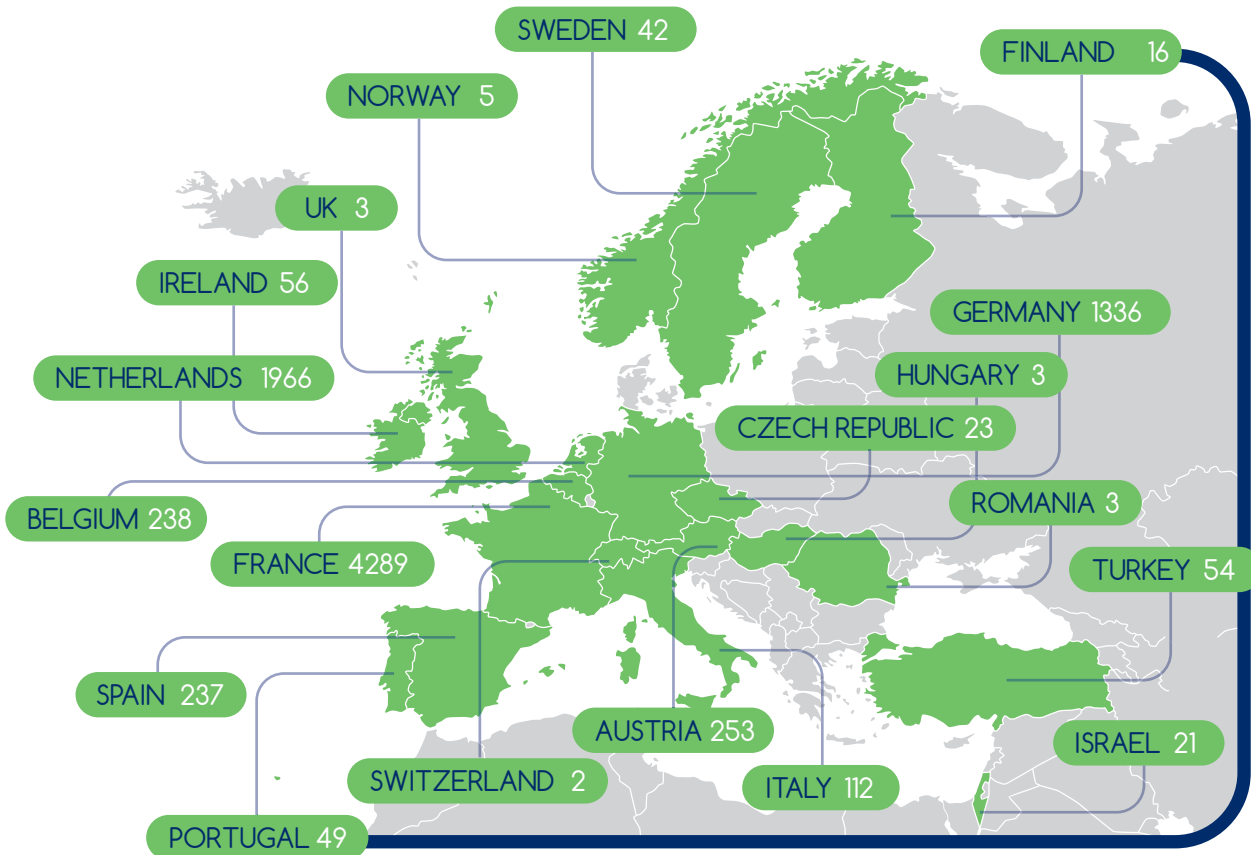 SWEDEN 42
FINLAND 16
NORWAY 5
UK 3
IRELAND 56
GERMANY 1336
NETHERLANDS 1966
HUNGARY 3
CZECH REPUBLIC 23
ROMANIA 3
BELGIUM 238
FRANCE 4289
TURKEY 54
SPAIN 237
AUSTRIA 253
ISRAEL 21
SWITZERLAND 2
ITALY 112
PORTUGAL 49